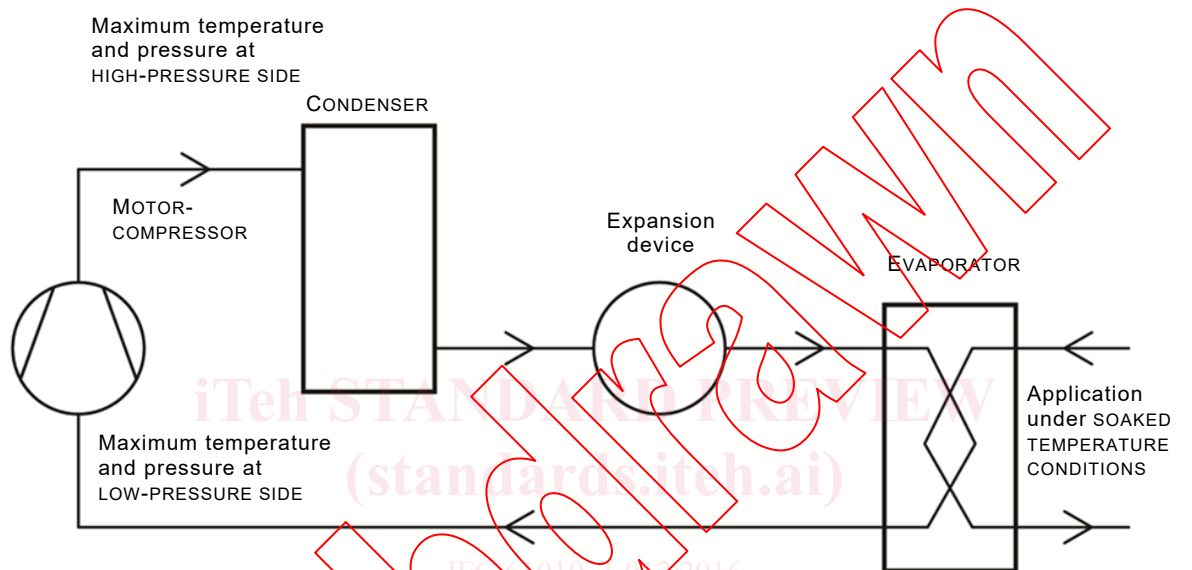 Maximum temperature
and pressure at
HIGH-PRESSURE SIDE
CONDENSER
MOTOR-
COMPRESSOR
Expansion
device
EVAPORATOR
iTeh STANDARD PREVIEW
Application
under SOAKED
TEMPERATURE
CONDITIONS
Maximum temperature
and pressure at
LOW-PRESSURE SIDE
(standards.iteh.ai)